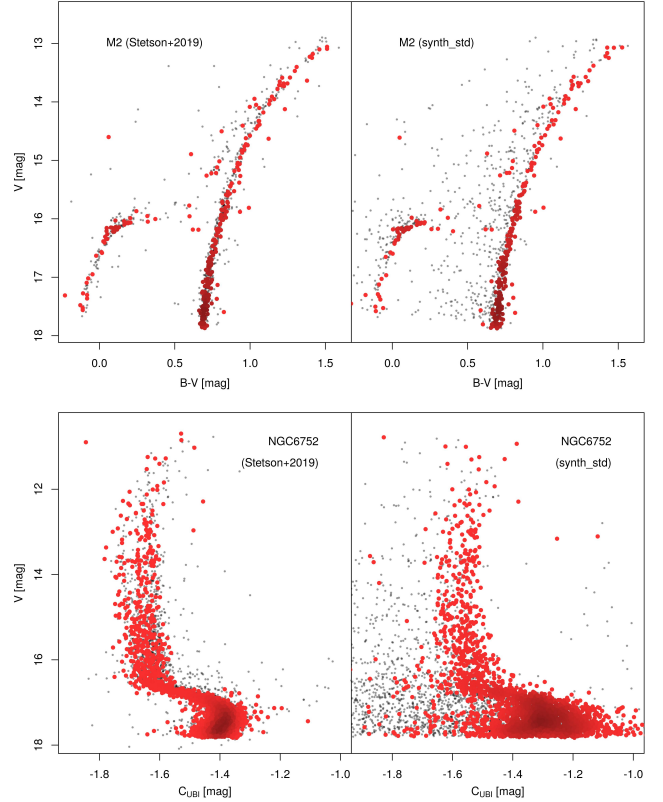 M2 (Stetson+2019)
M2 (synth_std)
13
14
15
16
17
18
V [mag]
0.0 0.5 1.0 1.5
0.0 0.5 1.0 1.5
B-V [mag]
B-V [mag]
NGC6752
(Stetson+2019)
NGC6752
(synth_std)
12
14
16
18
V [mag]
-1.8 -1.6 -1.4 -1.2 -1.0
-1.8 -1.6 -1.4 -1.2 -1.0
C_UBI [mag]
C_UBI [mag]